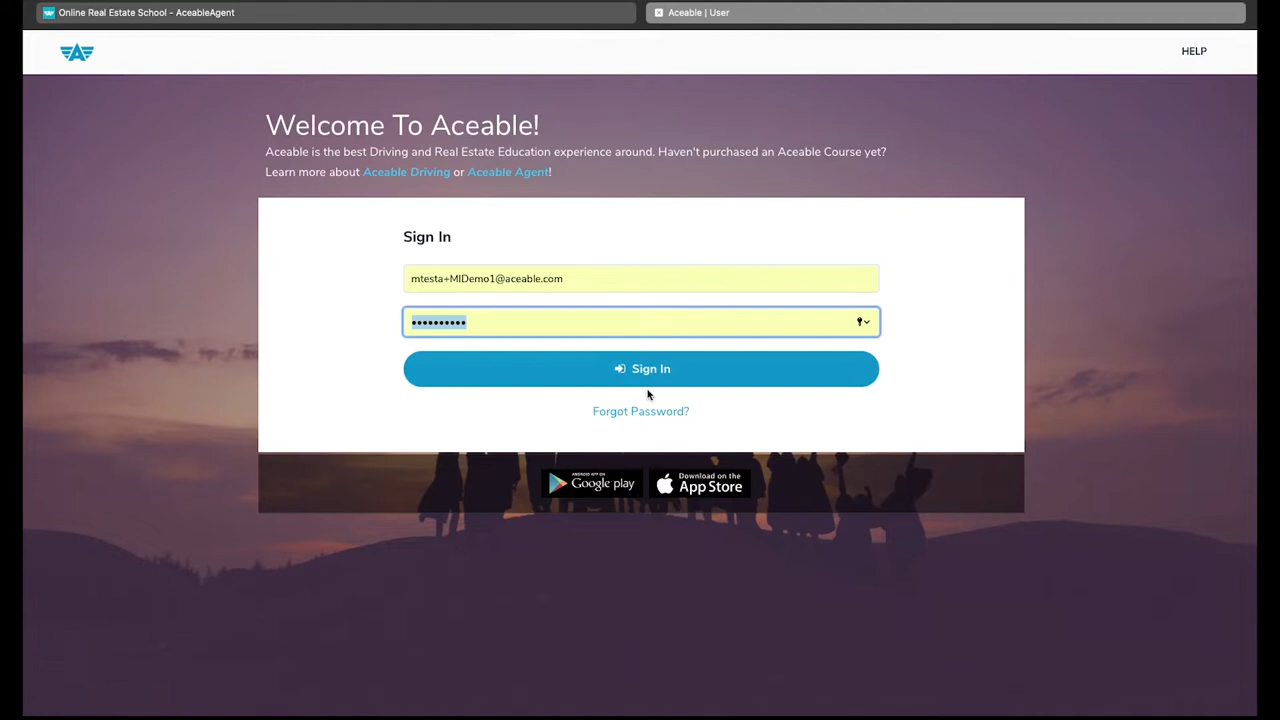 Online Real Estate School - AceableAgent
Aceable | User
HELP
Welcome To Aceable!
Aceable is the best Driving and Real Estate Education experience around. Haven't purchased an Aceable Course yet?
Learn more about Aceable Driving or Aceable Agent!
Sign In
mtesta+MIDemo1@aceable.com
••••••••••
Sign In
Forgot Password?
ANDROID APP ON
Google play
Download on the
App Store